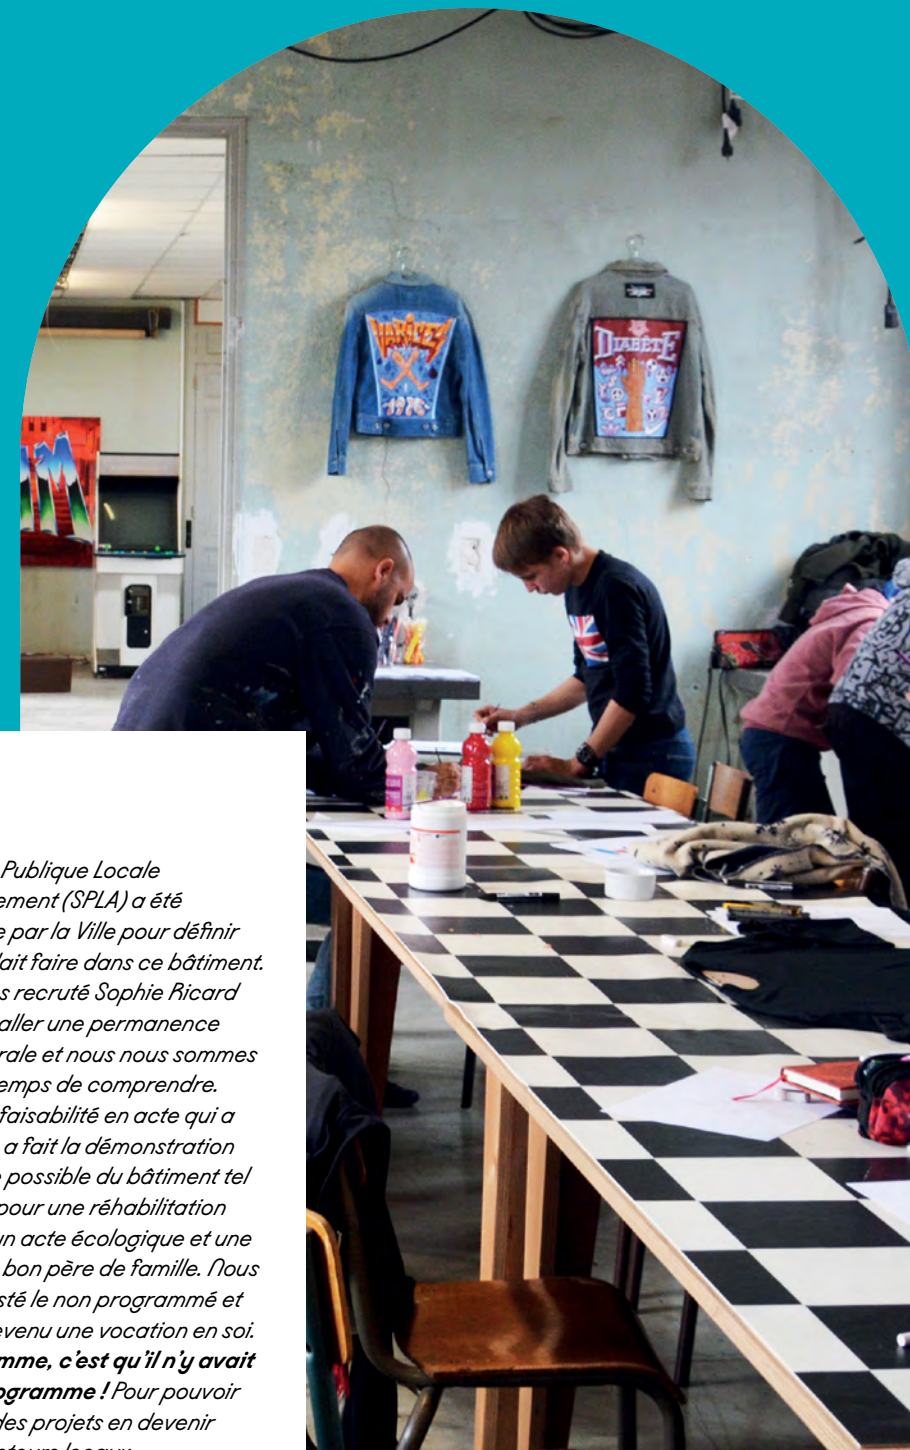 VARICES
1976
DIABÈTE
Publique Locale
ement (SPLA) a été
e par la Ville pour définir
lait faire dans ce bâtiment.
s recruté Sophie Ricard
aller une permanence
rale et nous nous sommes
emps de comprendre.
faisabilité en acte qui a
a fait la démonstration
e possible du bâtiment tel
pour une réhabilitation
un acte écologique et une
bon père de famille. Nous
sté le non programmé et
evenu une vocation en soi.
mme, c'est qu'il n'y avait
ogramme ! Pour pouvoir
des projets en devenir